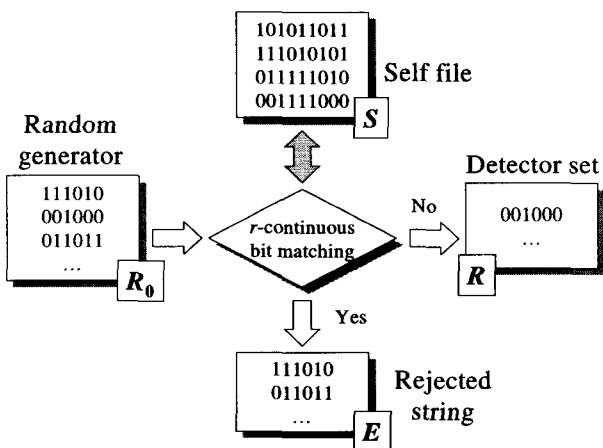 101011011
111010101
011111010
001111000
S
Self file
Random
generator
111010
001000
011011
...
R₀
r-continuous
bit matching
No
Detector set
001000
...
R
Yes
111010
011011
...
E
Rejected
string